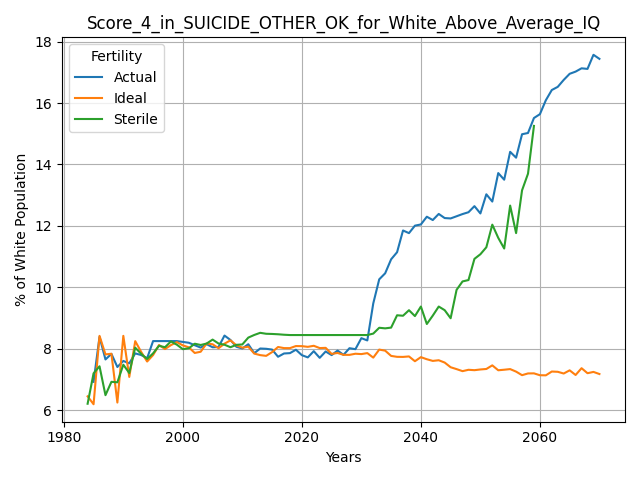 Score_4_in_SUICIDE_OTHER_OK_for_White_Above_Average_IQ
18
16
14
12
10
8
6
% of White Population
Fertility
Actual
Ideal
Sterile
1980
2000
2020
2040
2060
Years